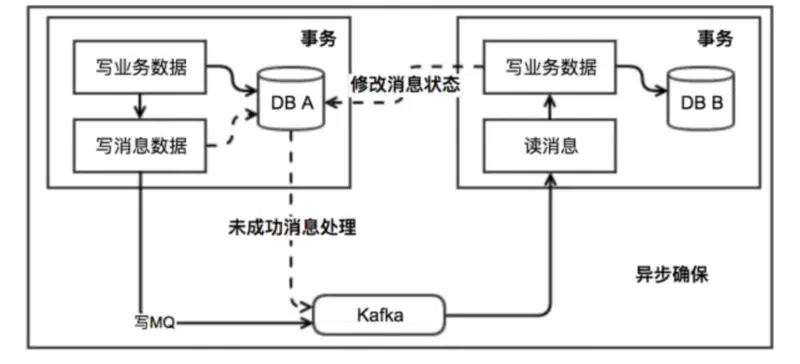 事务
写业务数据
DB A
写消息数据
修改消息状态
事务
写业务数据
DB B
读消息
未成功消息处理
异步确保
写MQ
Kafka